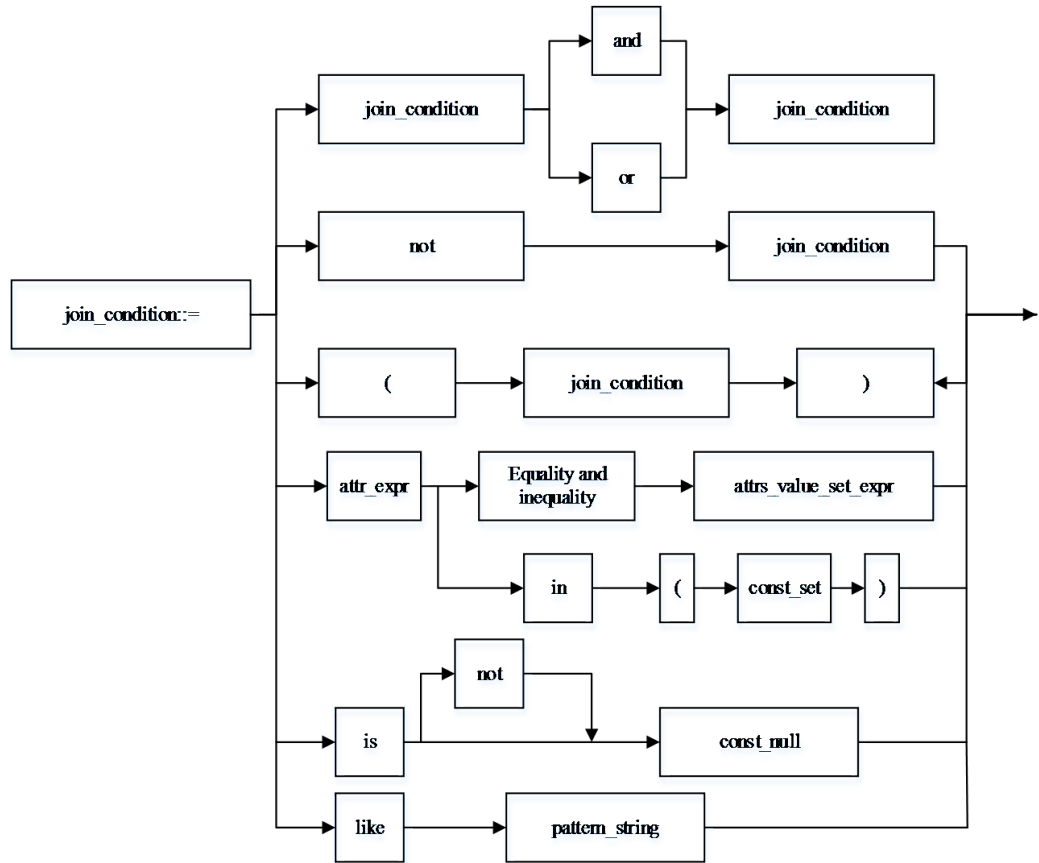 and
join_condition
join_condition
or
not
join_condition
join_condition::=
(
join_condition
)
attr_expr
Equality and
inequality
attrs_value_set_expr
in
(
const_set
)
not
is
const_null
like
pattern_string